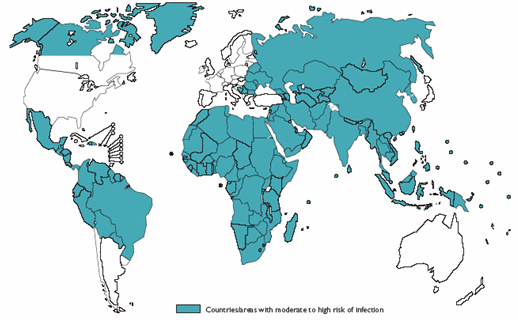 Countries/areas with moderate to high risk of infection